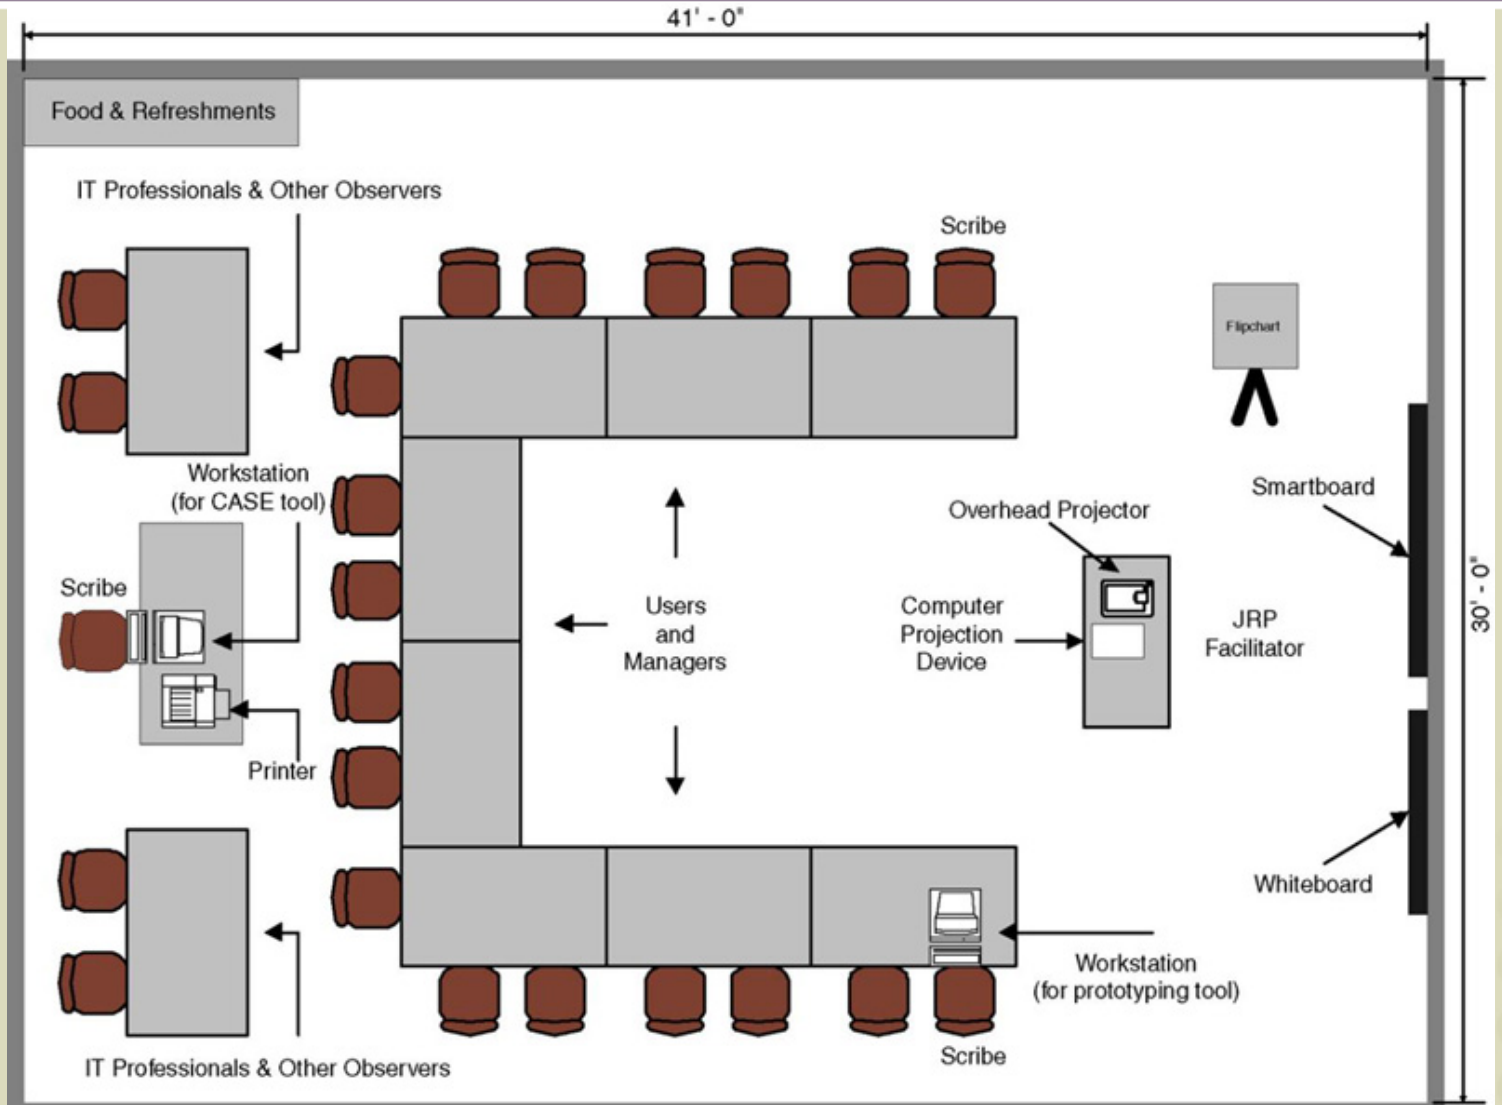 41' - 0"
Food & Refreshments
IT Professionals & Other Observers
Scribe
Flipchart
Workstation
(for CASE tool)
Smartboard
Overhead Projector
30' - 0"
Scribe
Users
and
Managers
Computer
Projection
Device
JRP
Facilitator
Printer
Whiteboard
Workstation
(for prototyping tool)
Scribe
IT Professionals & Other Observers